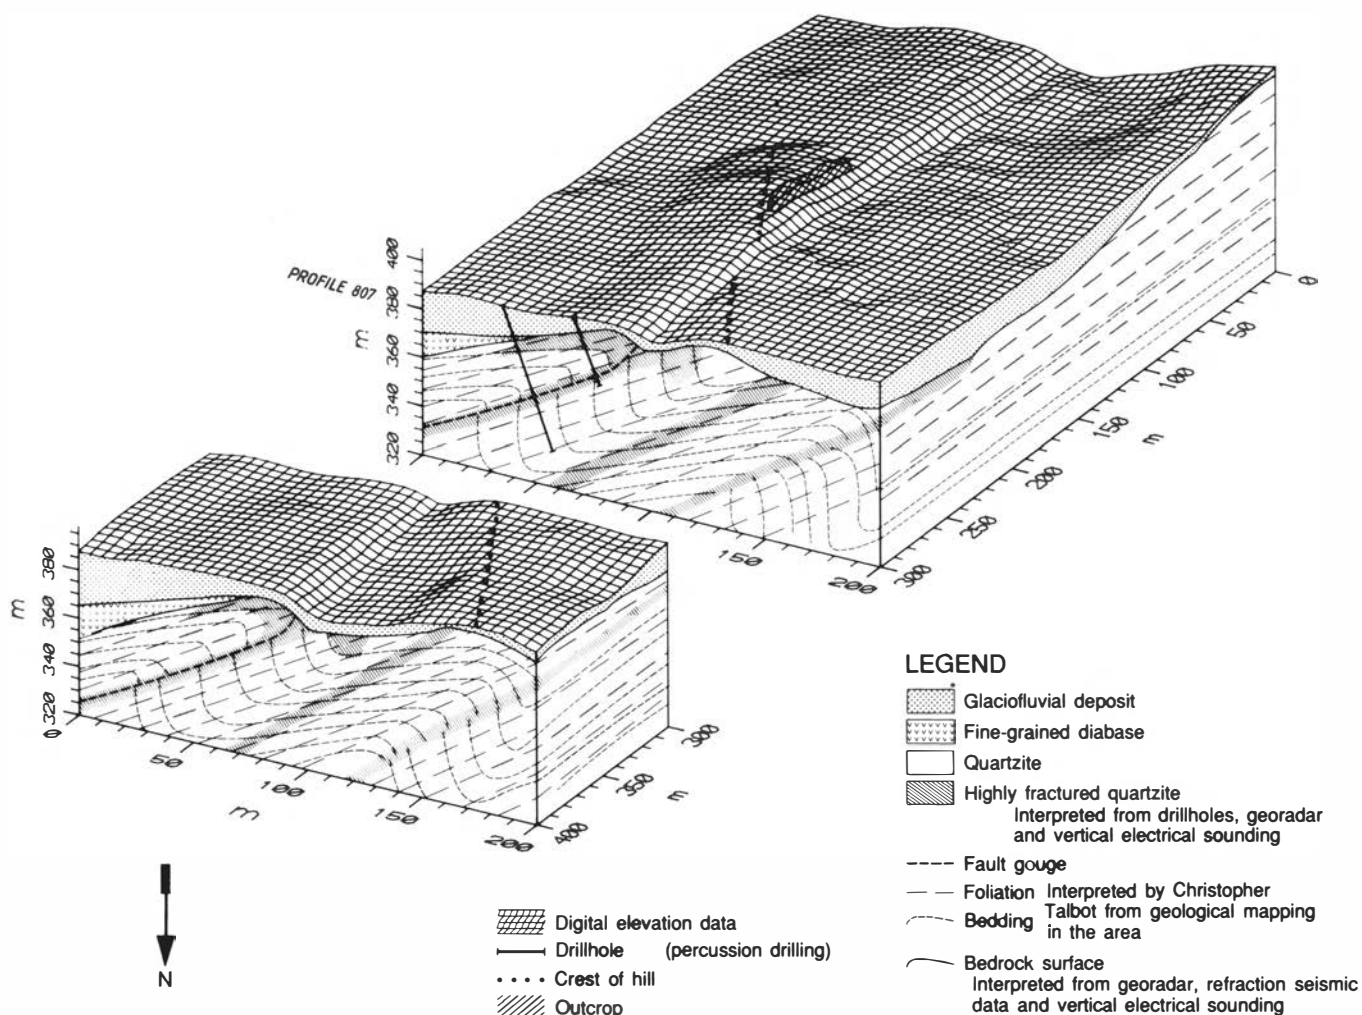 PROFILE 807
400
380
360
340
320
m
0
50
100
150
200
250
300
m
150
200
380
360
340
320
m
0
50
100
150
200
m
300
350
400
m
N
LEGEND
Glaciofluvial deposit
Fine-grained diabase
Quartzite
Highly fractured quartzite
Interpreted from drillholes, georadar
and vertical electrical sounding
Fault gouge
Foliation Interpreted by Christopher
Bedding Talbot from geological mapping
in the area
Bedrock surface
Interpreted from georadar, refraction seismic
data and vertical electrical sounding
Digital elevation data
Drillhole (percussion drilling)
Crest of hill
Outcrop